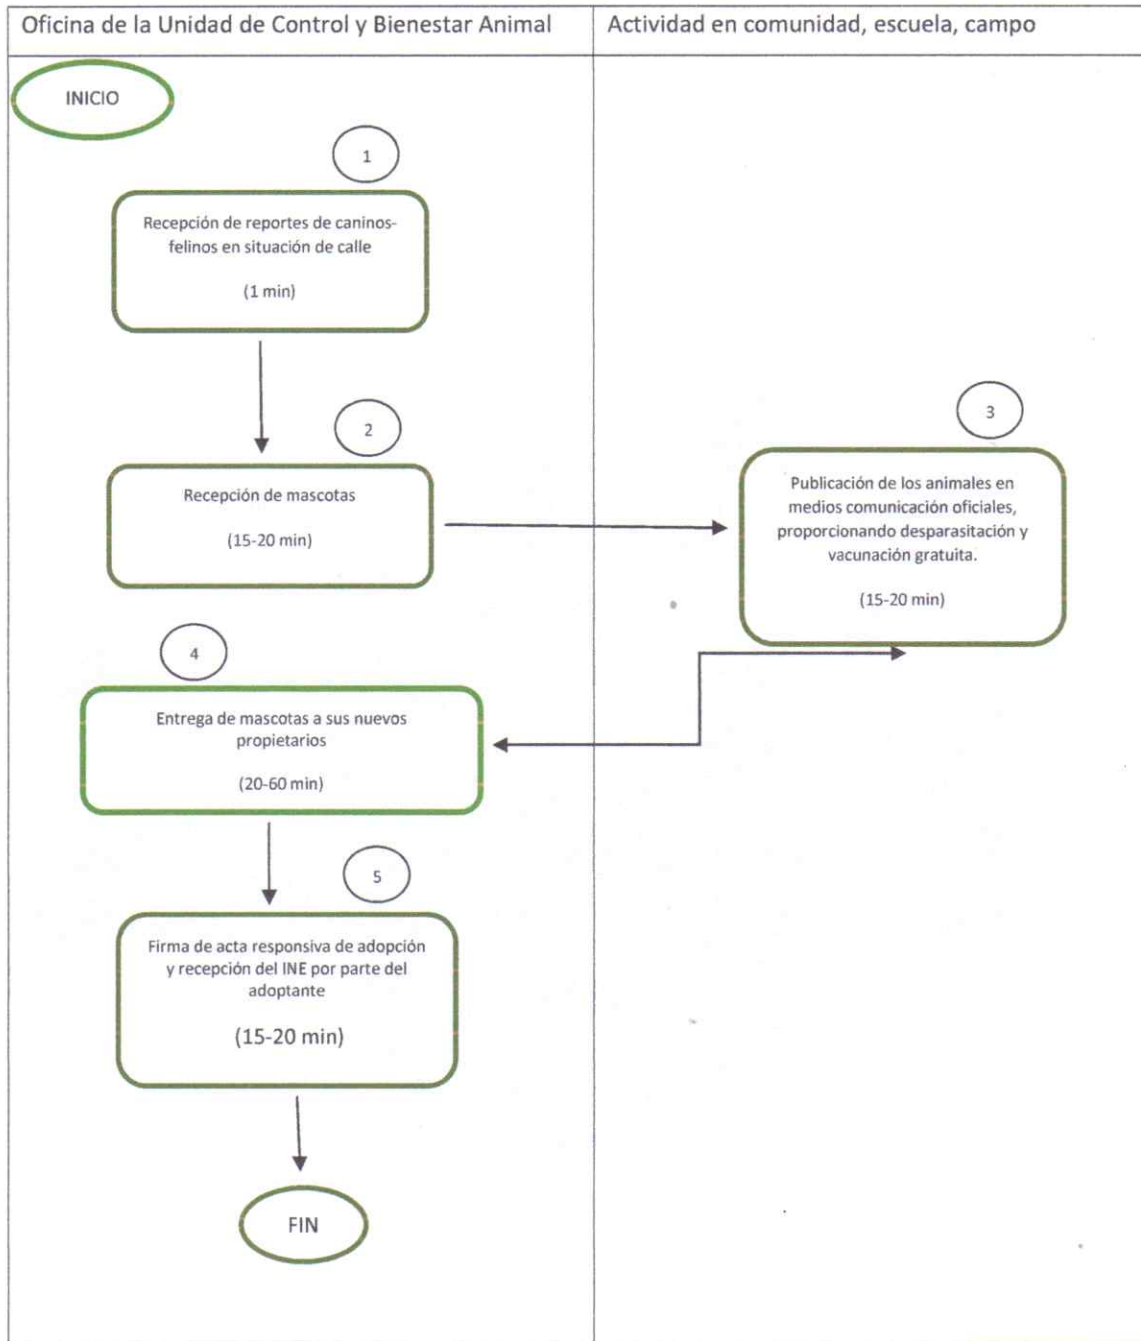 Oficina de la Unidad de Control y Bienestar Animal
Actividad en comunidad, escuela, campo
INICIO
1
Recepción de reportes de caninos-
felinos en situación de calle
(1 min)
2
Recepción de mascotas
(15-20 min)
3
Publicación de los animales en
medios comunicación oficiales,
proporcionando desparasitación y
vacunación gratuita.
(15-20 min)
4
Entrega de mascotas a sus nuevos
propietarios
(20-60 min)
5
Firma de acta responsiva de adopción
y recepción del INE por parte del
adoptante
(15-20 min)
FIN